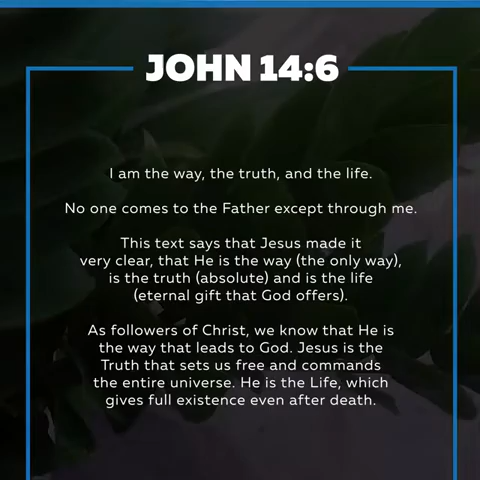 JOHN 14:6
I am the way, the truth, and the life.
No one comes to the Father except through me.
This text says that Jesus made it
very clear, that He is the way (the only way),
is the truth (absolute) and is the life
(eternal gift that God offers).
As followers of Christ, we know that He is
the way that leads to God. Jesus is the
Truth that sets us free and commands
the entire universe. He is the Life, which
gives full existence even after death.